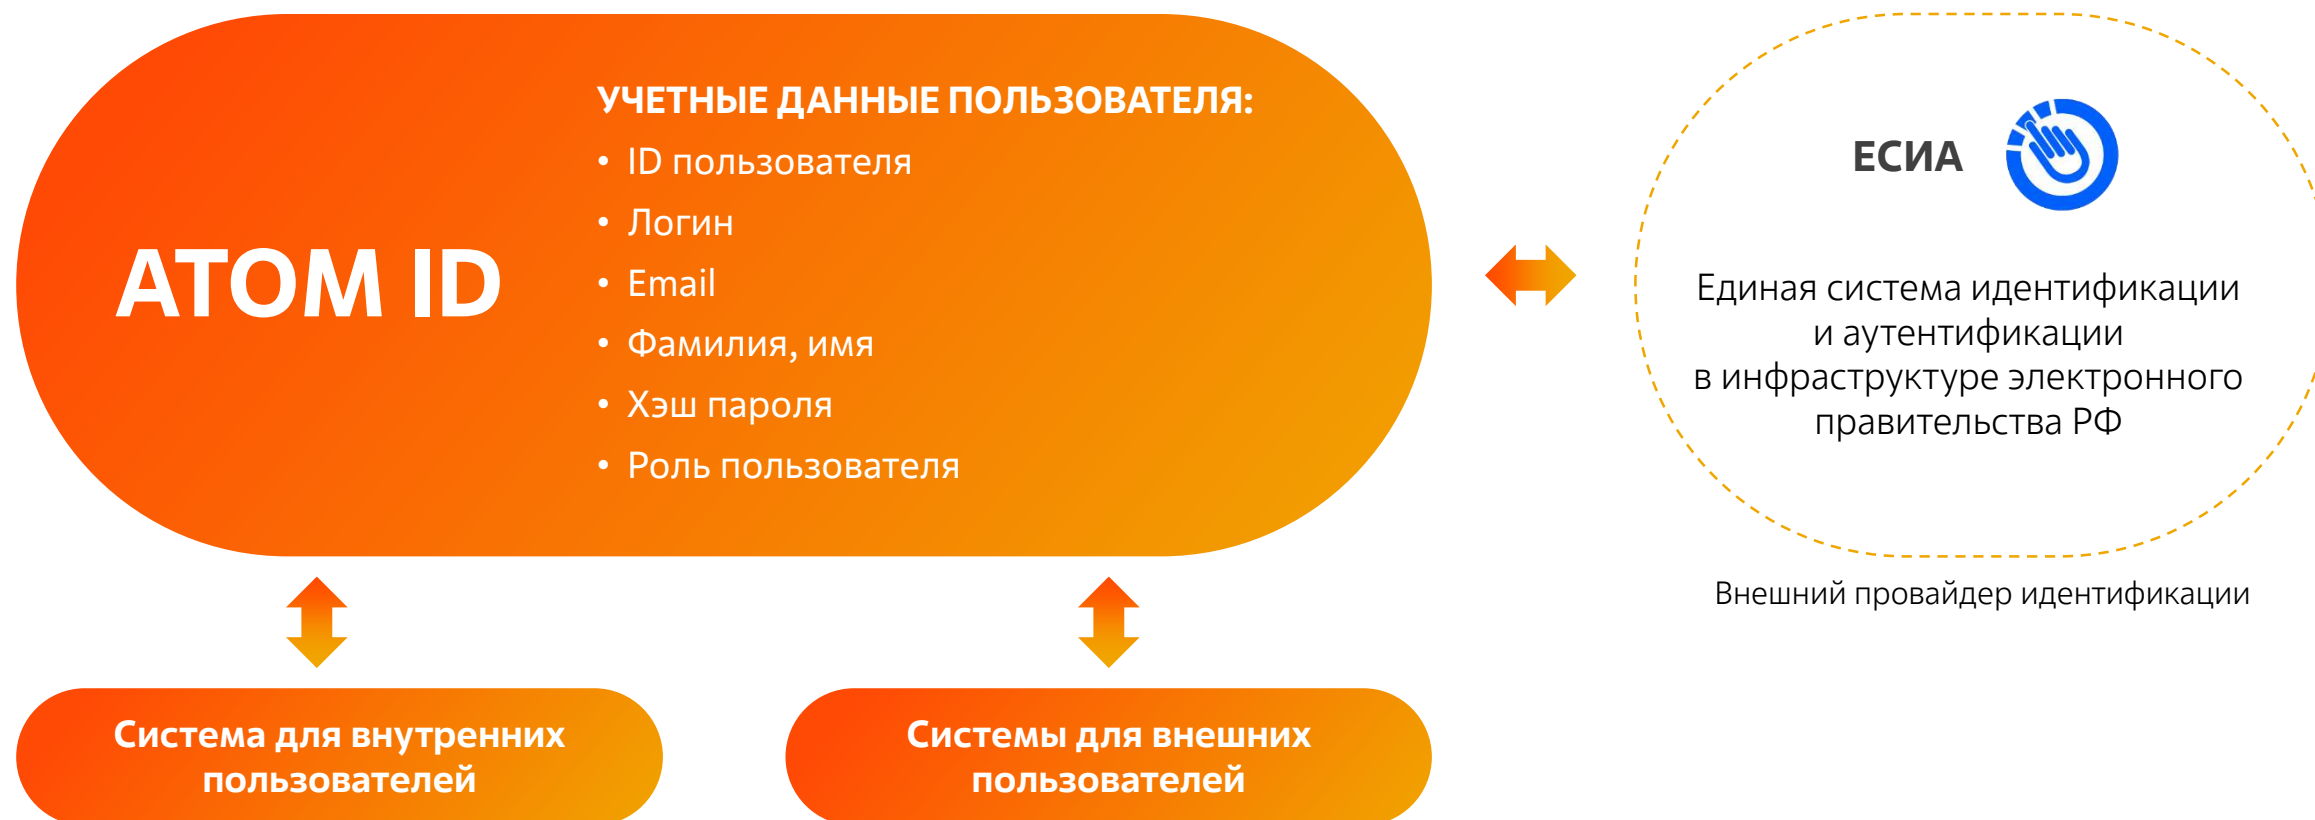 ATOM ID
УЧЕТНЫЕ ДАННЫЕ ПОЛЬЗОВАТЕЛЯ:
• ID пользователя
• Логин
• Email
• Фамилия, имя
• Хэш пароля
• Роль пользователя
ЕСИА
Единая система идентификации
и аутентификации
в инфраструктуре электронного
правительства РФ
Внешний провайдер идентификации
Система для внутренних
пользователей
Системы для внешних
пользователей